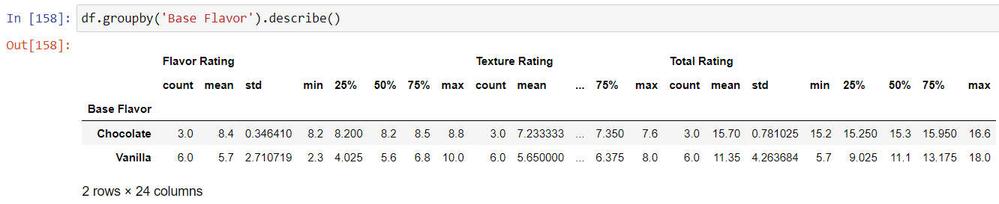 In [158]: df.groupby('Base Flavor').describe()
Out[158]:
Flavor Rating Texture Rating Total Rating
count mean std min 25% 50% 75% max count mean ... 75% max count mean std min 25% 50% 75% max
Base Flavor
Chocolate 3.0 8.4 0.346410 8.2 8.200 8.2 8.5 8.8 3.0 7.233333 ... 7.350 7.6 3.0 15.70 0.781025 15.2 15.250 15.3 15.950 16.6
Vanilla 6.0 5.7 2.710719 2.3 4.025 5.6 6.8 10.0 6.0 5.650000 ... 6.375 8.0 6.0 11.35 4.263684 5.7 9.025 11.1 13.175 18.0
2 rows × 24 columns